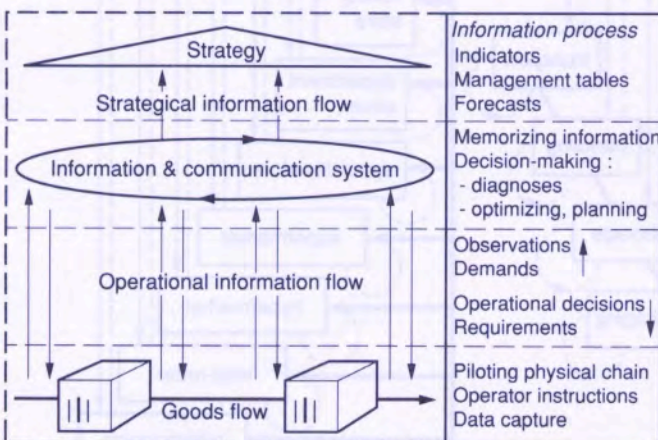 Strategy
Strategical information flow
Information & communication system
Operational information flow
Goods flow
Information process
Indicators
Management tables
Forecasts
Memorizing information
Decision-making :
- diagnoses
- optimizing, planning
Observations
Demands
Operational decisions
Requirements
Piloting physical chain
Operator instructions
Data capture